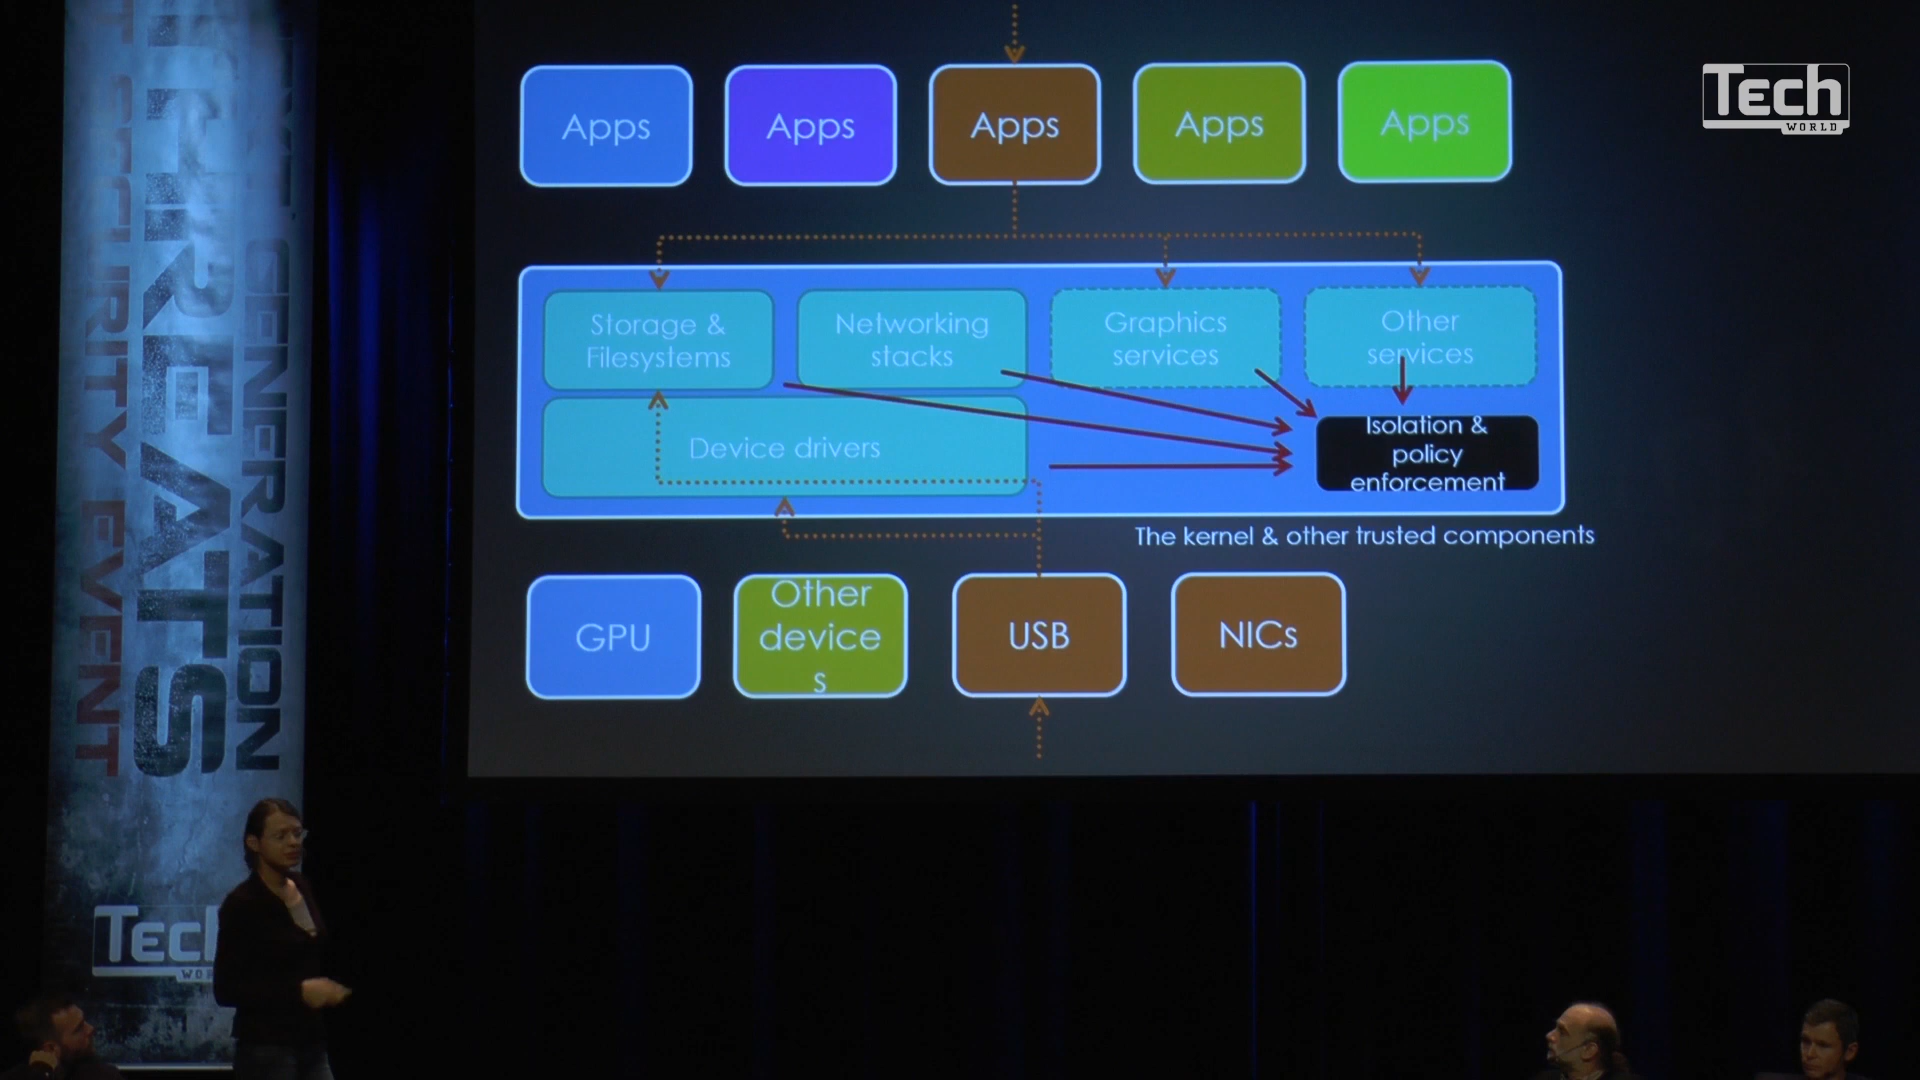 Apps
Apps
Apps
Apps
Apps
Tech
WORLD
Storage &
Filesystems
Networking
stacks
Graphics
services
Other
services
Device drivers
Isolation &
policy
enforcement
The kernel & other trusted components
GPU
Other
device
s
USB
NICs
THREATS
GENERATION
SECURITY EVENT